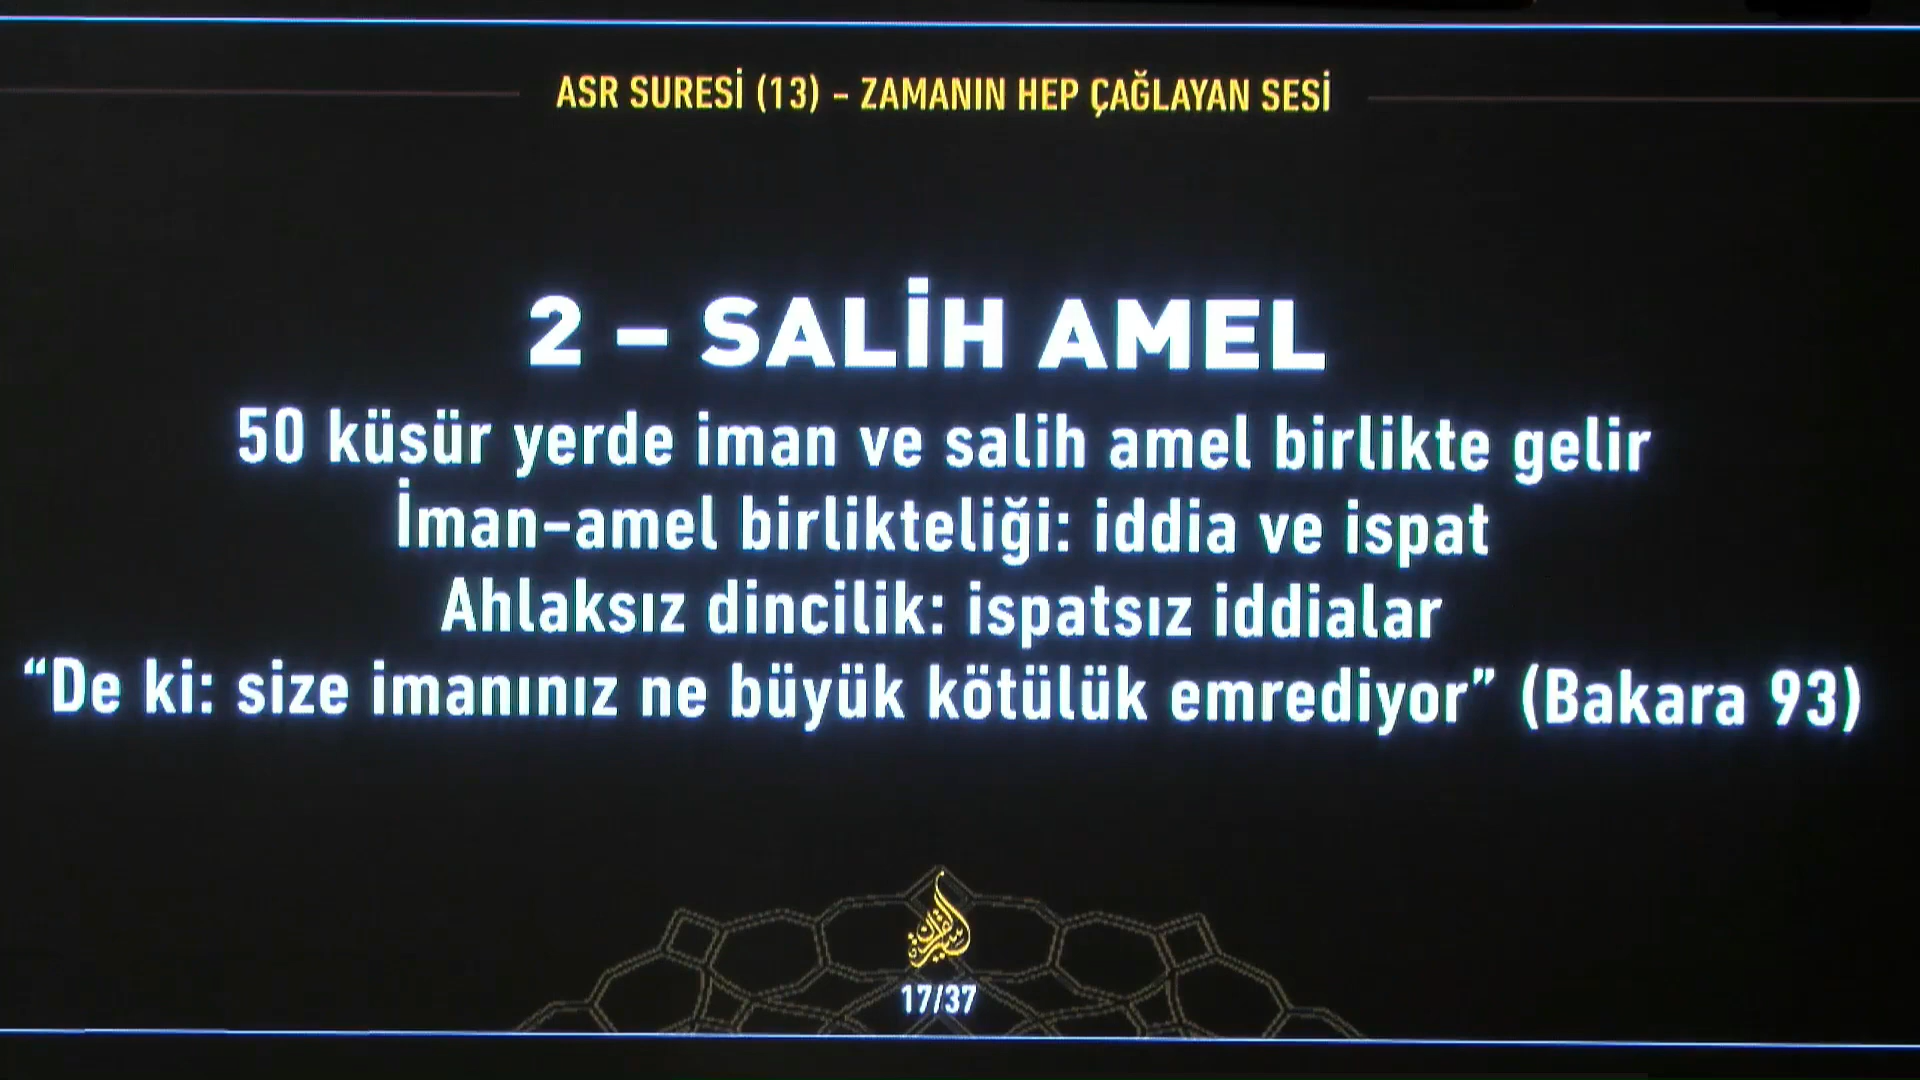 ASR SURESİ (13) – ZAMANIN HEP ÇAĞLAYAN SESİ
2 – SALİH AMEL
50 küsür yerde iman ve salih amel birlikte gelir
İman-amel birlikteliği: iddia ve ispat
Ahlaksız dincilik: ispatsız iddialar
“De ki: size imanınız ne büyük kötülük emrediyor” (Bakara 93)
17/37